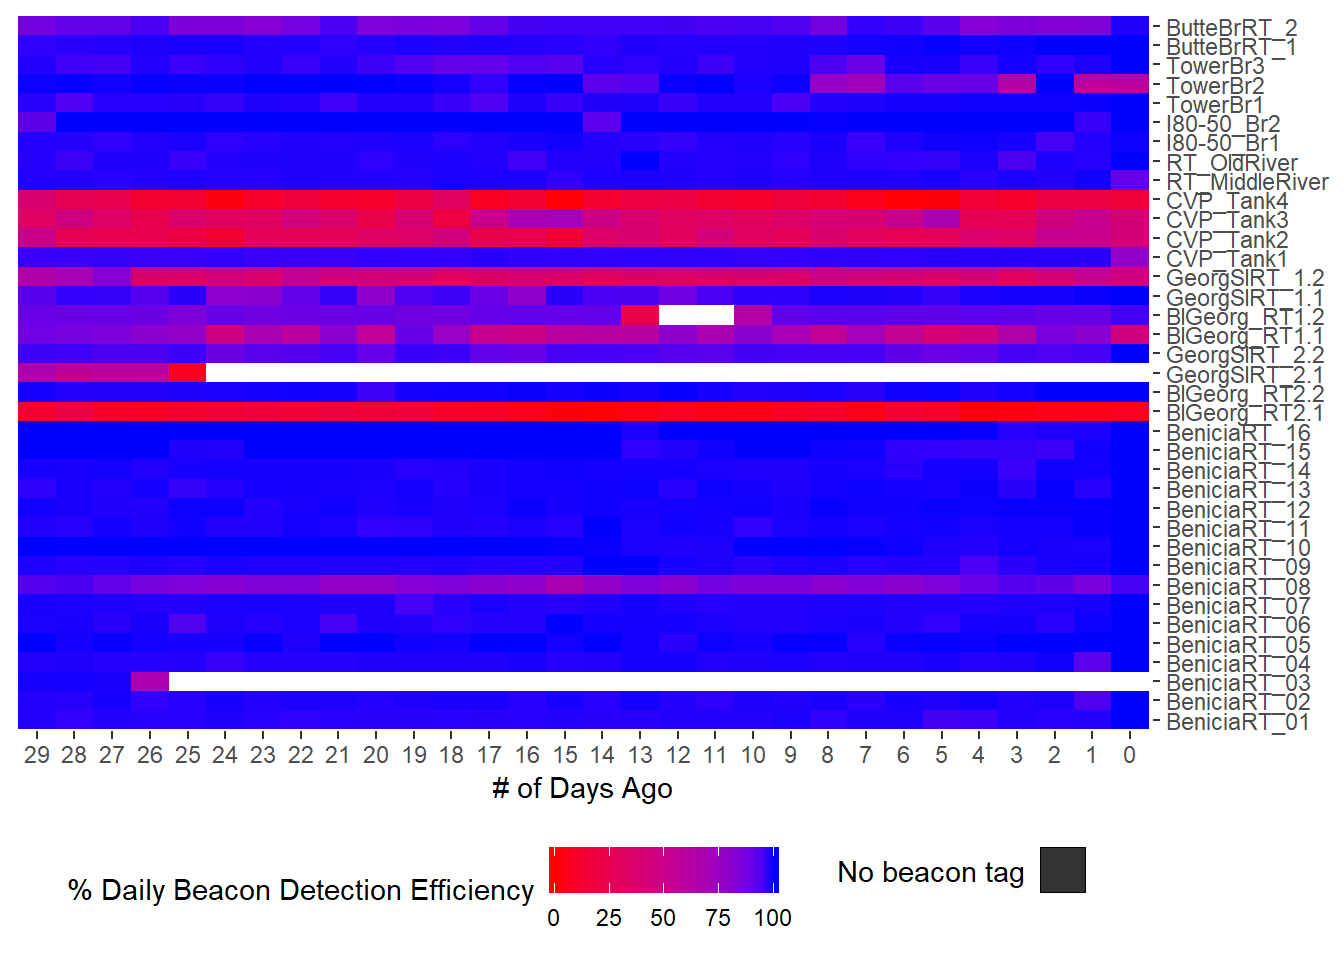 ButteBrRT_2
ButteBrRT_1
TowerBr3
TowerBr2
TowerBr1
I80-50_Br2
I80-50_Br1
RT_OldRiver
RT_MiddleRiver
CVP_Tank4
CVP_Tank3
CVP_Tank2
CVP_Tank1
GeorgSlRT_1.2
GeorgSlRT_1.1
BlGeorg_RT1.2
BlGeorg_RT1.1
GeorgSlRT_2.2
GeorgSlRT_2.1
BlGeorg_RT2.2
BlGeorg_RT2.1
BeniciaRT_16
BeniciaRT_15
BeniciaRT_14
BeniciaRT_13
BeniciaRT_12
BeniciaRT_11
BeniciaRT_10
BeniciaRT_09
BeniciaRT_08
BeniciaRT_07
BeniciaRT_06
BeniciaRT_05
BeniciaRT_04
BeniciaRT_03
BeniciaRT_02
BeniciaRT_01
29 28 27 26 25 24 23 22 21 20 19 18 17 16 15 14 13 12 11 10 9 8 7 6 5 4 3 2 1 0
# of Days Ago
% Daily Beacon Detection Efficiency
0 25 50 75 100
No beacon tag